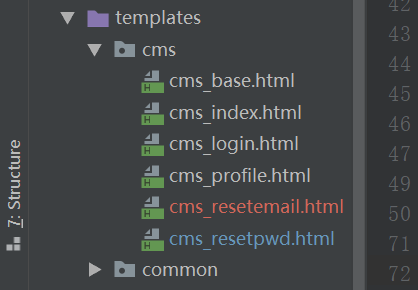 templates
cms
cms_base.html
cms_index.html
cms_login.html
cms_profile.html
cms_resetemail.html
cms_resetpwd.html
common
7: Structure
42
43
44
45
46
47
49
50
71
72